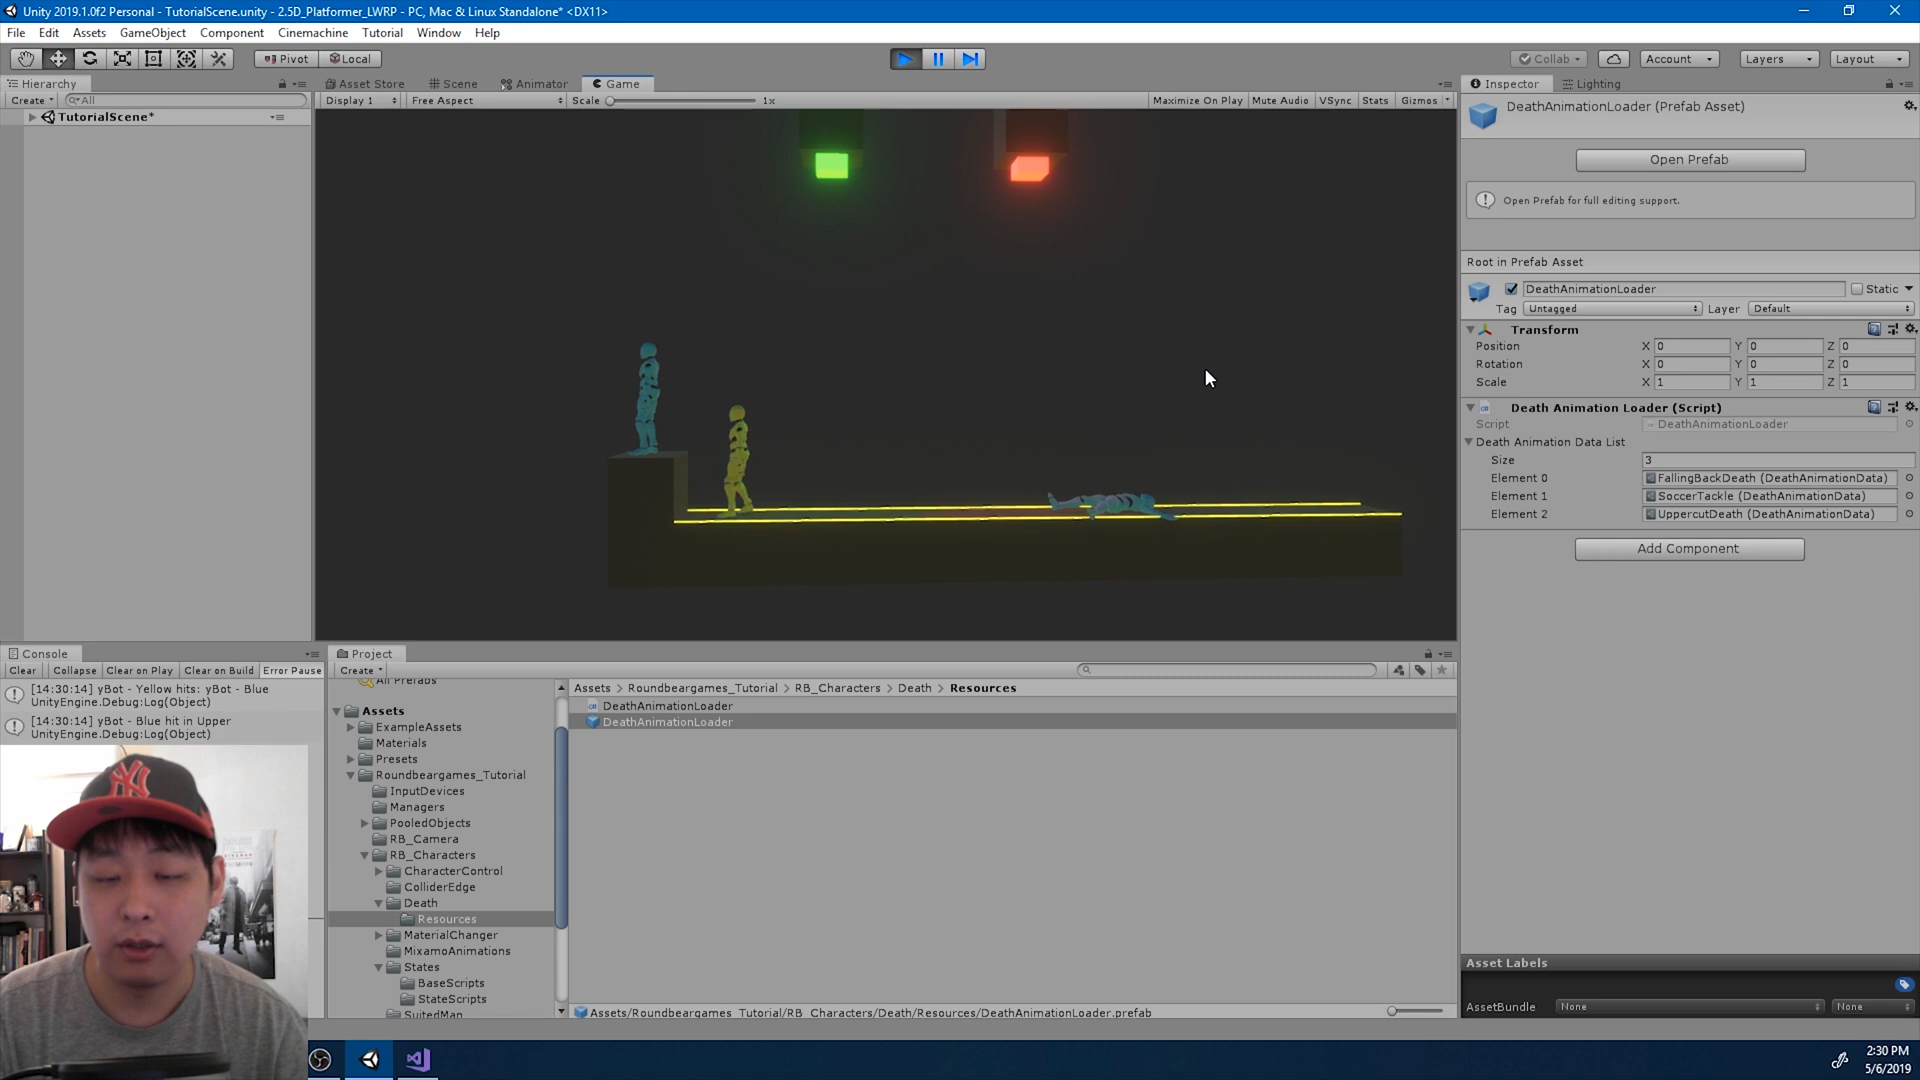 Unity 2019.1.0f2 Personal - TutorialScene.unity - 2.5D_Platformer_LWRP - PC, Mac & Linux Standalone* <DX11>
File Edit Assets GameObject Component Cinemachine Tutorial Window Help
Pivot Local Collab Account Layers Layout
Hierarchy
Create All
TutorialScene*
Asset Store Scene Animator Game
Display 1 Free Aspect Scale 1x Maximize On Play Mute Audio VSync Stats Gizmos
Inspector Lighting
DeathAnimationLoader (Prefab Asset)
Open Prefab
Open Prefab for full editing support.
Root in Prefab Asset
DeathAnimationLoader Static
Tag Untagged Layer Default
Transform
Position X 0 Y 0 Z 0
Rotation X 0 Y 0 Z 0
Scale X 1 Y 1 Z 1
Death Animation Loader (Script)
Script DeathAnimationLoader
Death Animation Data List
Size 3
Element 0 FallingBackDeath (DeathAnimationData)
Element 1 SoccerTackle (DeathAnimationData)
Element 2 UppercutDeath (DeathAnimationData)
Add Component
Asset Labels
AssetBundle None None
Console
Clear Collapse Clear on Play Clear on Build Error Pause
[14:30:14] yBot - Yellow hits: yBot - Blue
UnityEngine.Debug:Log(Object)
[14:30:14] yBot - Blue hit in Upper
UnityEngine.Debug:Log(Object)
Project
Create
All Prefabs
Assets
ExampleAssets
Materials
Presets
Roundbeargames_Tutorial
InputDevices
Managers
PooledObjects
RB_Camera
RB_Characters
CharacterControl
ColliderEdge
Death
Resources
MaterialChanger
MixamoAnimations
States
BaseScripts
StateScripts
SuitedMan
Assets > Roundbeargames_Tutorial > RB_Characters > Death > Resources
DeathAnimationLoader
DeathAnimationLoader
Assets/Roundbeargames_Tutorial/RB_Characters/Death/Resources/DeathAnimationLoader.prefab
2:30 PM
5/6/2019